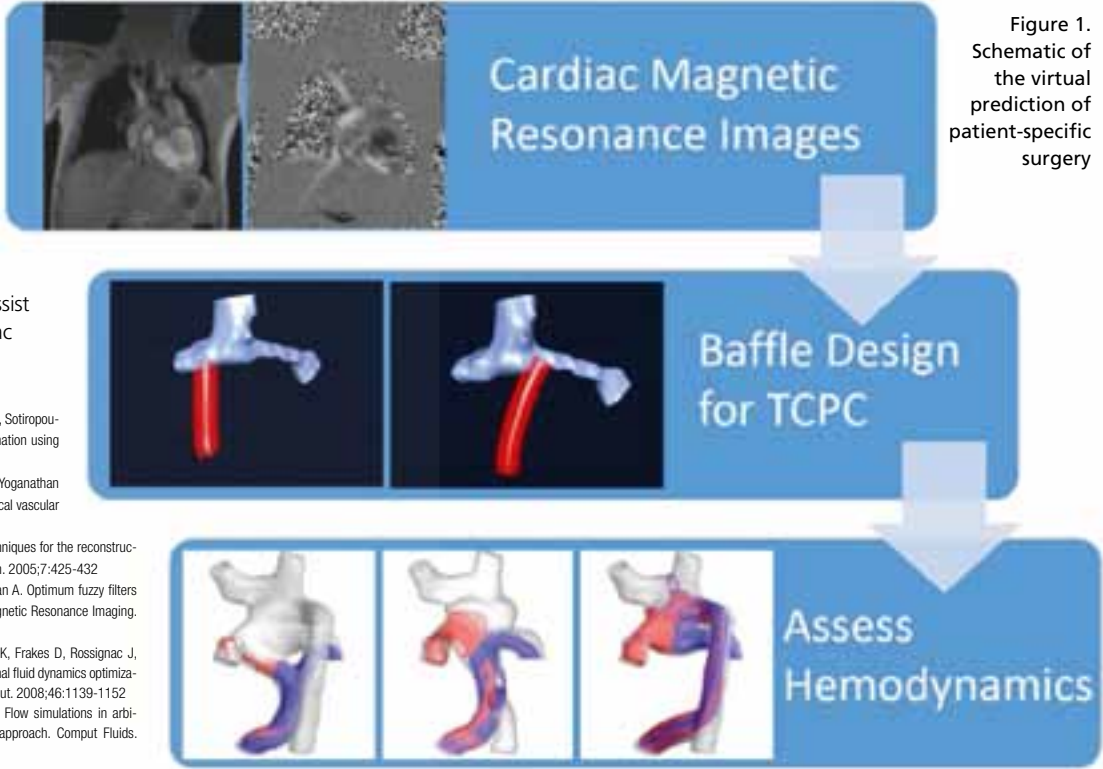 Figure 1.
Schematic of
the virtual
prediction of
patient-specific
surgery
Cardiac Magnetic
Resonance Images
Baffle Design
for TCPC
Assess
Hemodynamics
ssist
ac
, Sotiropou-
nation using
Yoganathan
cal vascular
niques for the reconstruc-
n. 2005;7:425-432
an A. Optimum fuzzy filters
gnetic Resonance Imaging.
K, Frakes D, Rossignac J,
nal fluid dynamics optimiza-
ut. 2008;46:1139-1152
Flow simulations in arbi-
approach. Comput Fluids.